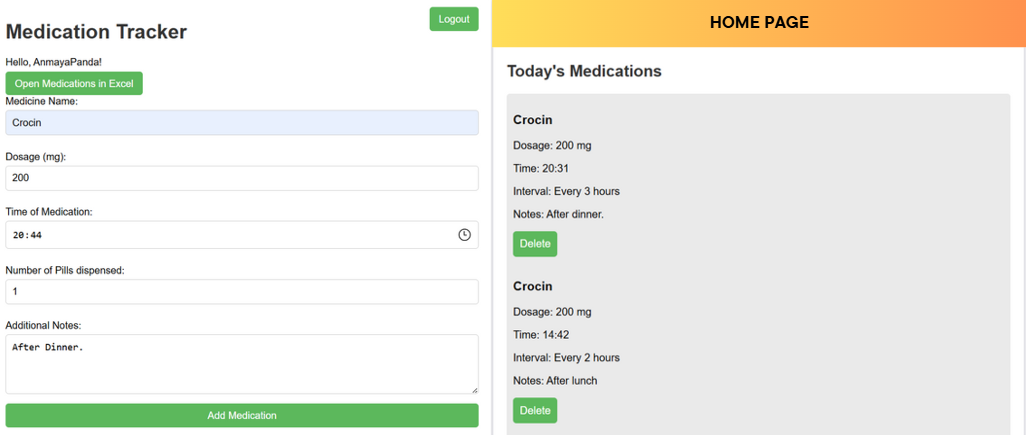 Logout
Medication Tracker
Hello, AnmayaPanda!
Open Medications in Excel
Medicine Name:
Crocin
Dosage (mg):
200
Time of Medication:
20:44
Number of Pills dispensed:
1
Additional Notes:
After Dinner.
Add Medication
HOME PAGE
Today's Medications
Crocin
Dosage: 200 mg
Time: 20:31
Interval: Every 3 hours
Notes: After dinner.
Delete
Crocin
Dosage: 200 mg
Time: 14:42
Interval: Every 2 hours
Notes: After lunch
Delete